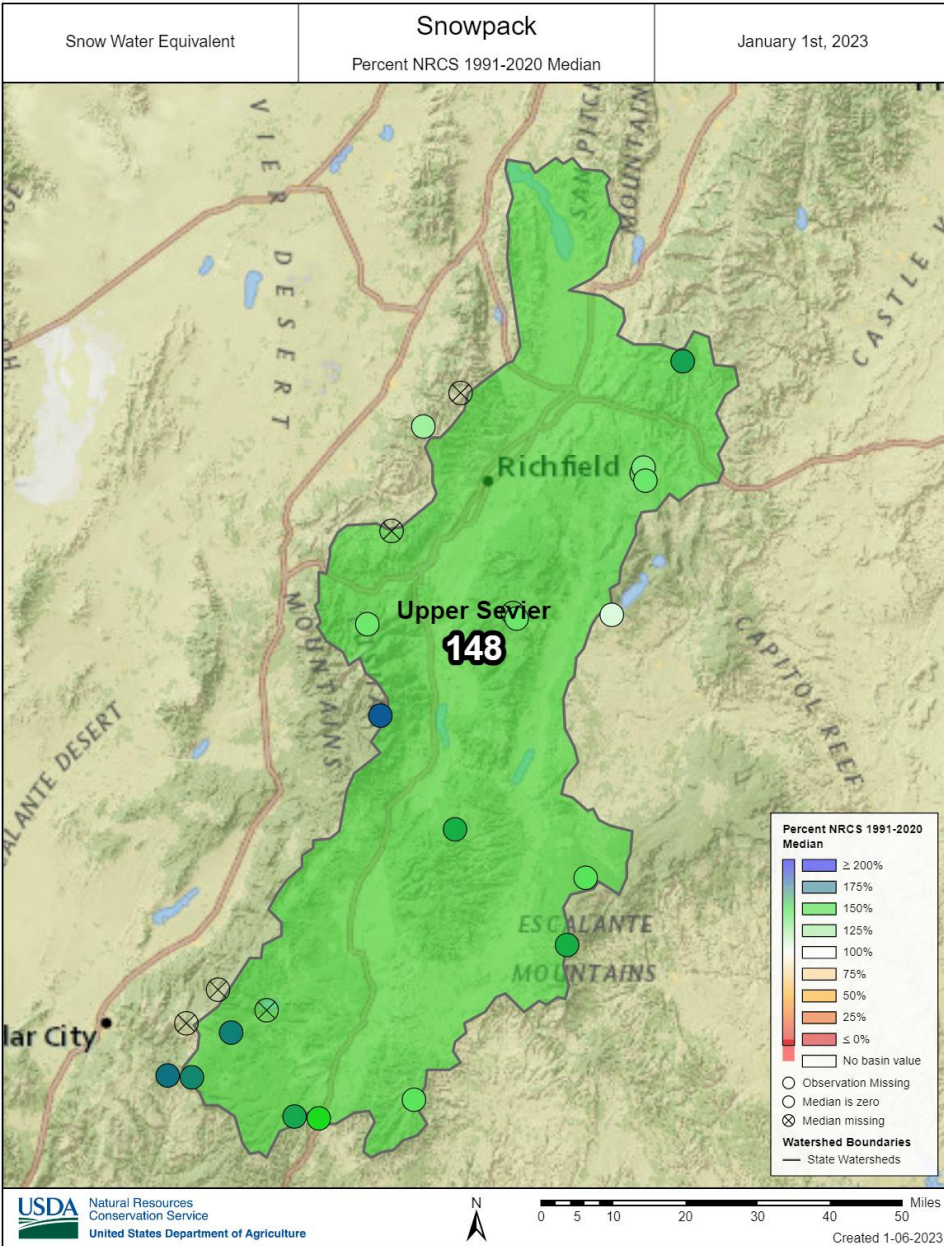 Snow Water Equivalent
Snowpack
Percent NRCS 1991-2020 Median
January 1st, 2023
VIER DESERT
SAN PITCH
MOUNTAIN
CASTLE V
Richfield
Upper Sevier
148
MOUNTAINS
CAPITOL REEF
ALANTE DESERT
ESCALANTE
MOUNTAINS
lar City
Percent NRCS 1991-2020
Median
≥ 200%
175%
150%
125%
100%
75%
50%
25%
≤ 0%
No basin value
Observation Missing
Median is zero
Median missing
Watershed Boundaries
State Watersheds
USDA
Natural Resources
Conservation Service
United States Department of Agriculture
N
Miles
0 5 10 20 30 40 50
Created 1-06-2023